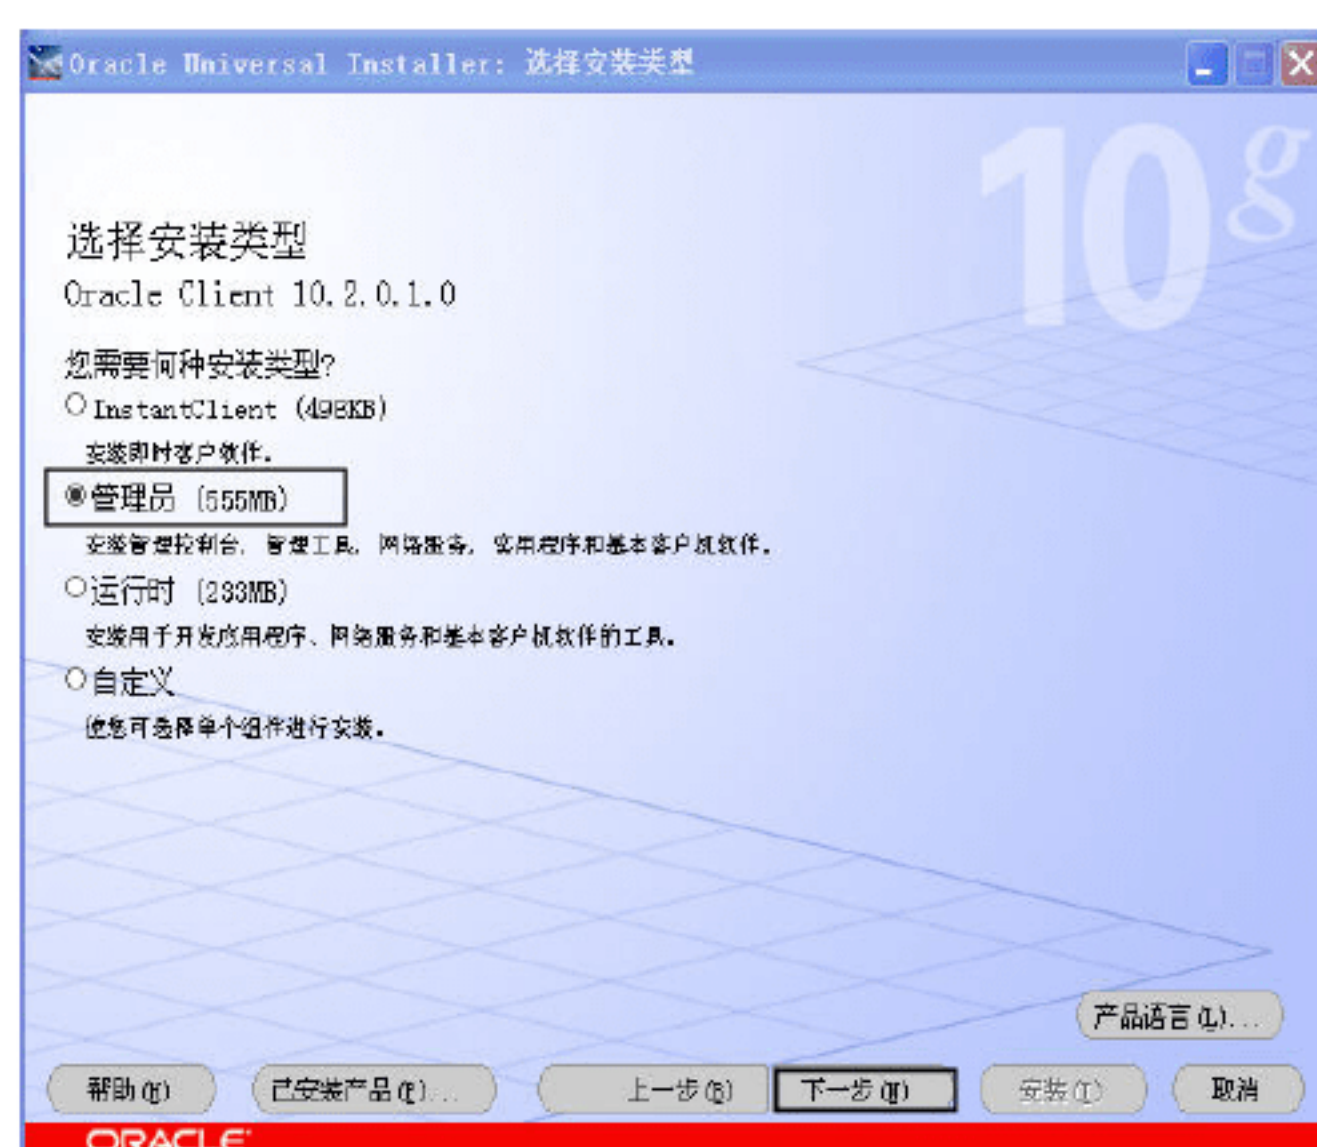 Oracle Universal Installer: 选择安装类型
10g
选择安装类型
Oracle Client 10.2.0.1.0
您需要何种安装类型?
InstantClient (498KB)
安装即时客户软件。
管理员 (555MB)
安装管理控制台, 管理工具, 网络服务, 实用程序和基本客户机软件。
运行时 (233MB)
安装用于开发应用程序、网络服务和基本客户机软件的工具。
自定义
使您可选择单个组件进行安装。
产品语言(L)...
帮助(H) 已安装产品(P)... 上一步(B) 下一步(N) 安装(I) 取消
ORACLE